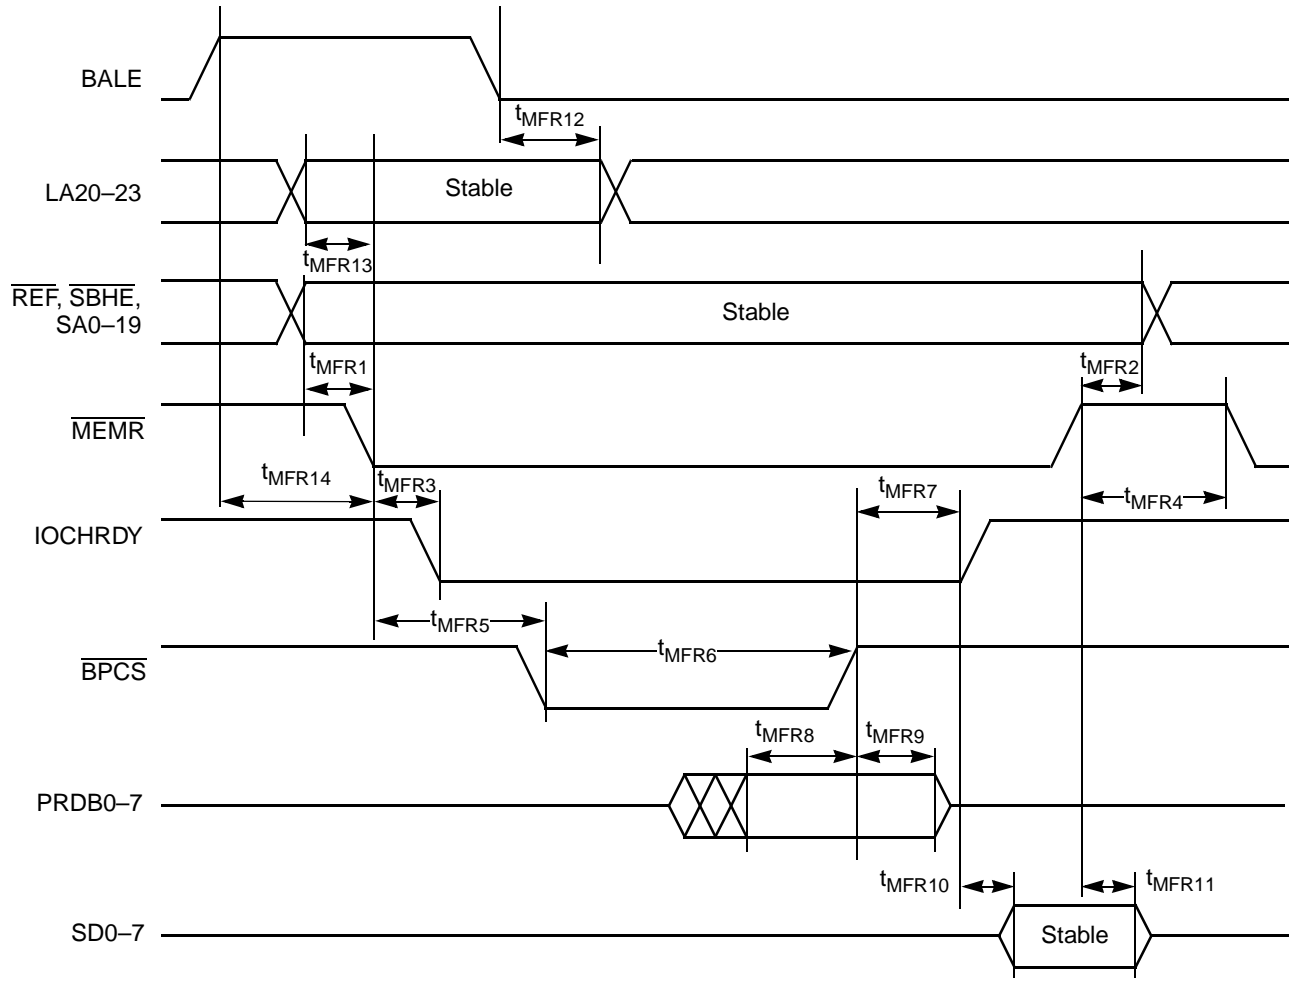 BALE
tMFR12
LA20–23
Stable
tMFR13
REF, SBHE,
SA0–19
Stable
tMFR1
tMFR2
MEMR
tMFR14
tMFR3
tMFR7
tMFR4
IOCHRDY
tMFR5
BPCS
tMFR6
tMFR8
tMFR9
PRDB0–7
tMFR10
tMFR11
SD0–7
Stable